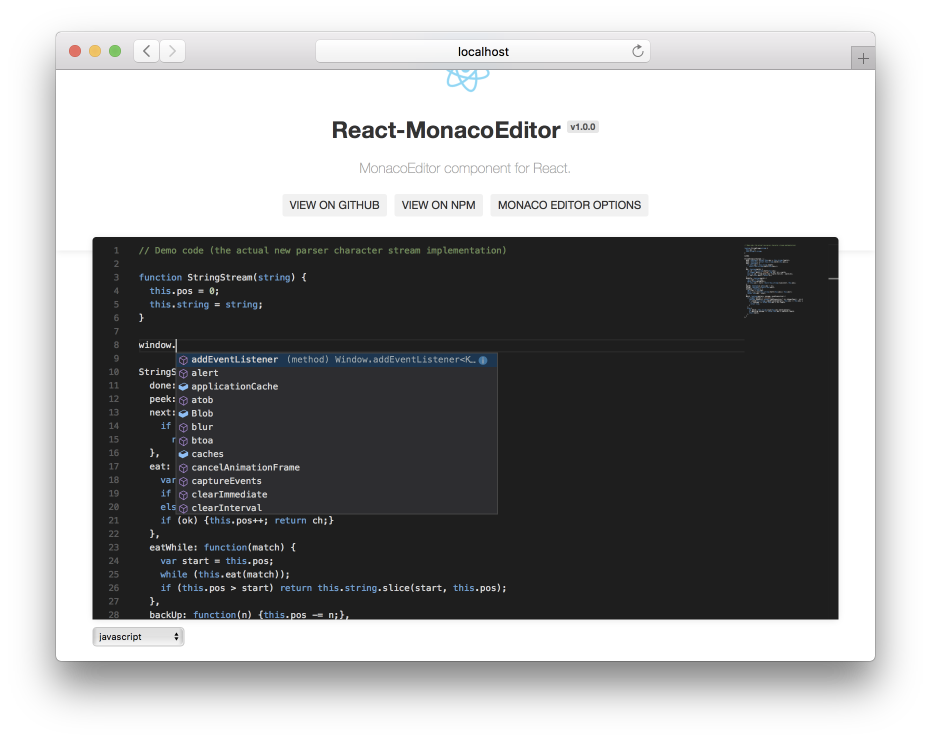 localhost
React-MonacoEditor v1.0.0
MonacoEditor component for React.
VIEW ON GITHUB VIEW ON NPM MONACO EDITOR OPTIONS
1 // Demo code (the actual new parser character stream implementation)
2
3 function StringStream(string) {
4 this.pos = 0;
5 this.string = string;
6 }
7
8 window.
9 addEventListener (method) Window.addEventListener<K…
10 StringS alert
11 done: applicationCache
12 peek: atob
13 next: Blob
14 if blur
15 btoa
16 }, caches
17 eat: cancelAnimationFrame
18 var captureEvents
19 if clearImmediate
20 els clearInterval
21 if (ok) {this.pos++; return ch;}
22 },
23 eatWhile: function(match) {
24 var start = this.pos;
25 while (this.eat(match));
26 if (this.pos > start) return this.string.slice(start, this.pos);
27 },
28 backUp: function(n) {this.pos -= n;},
javascript